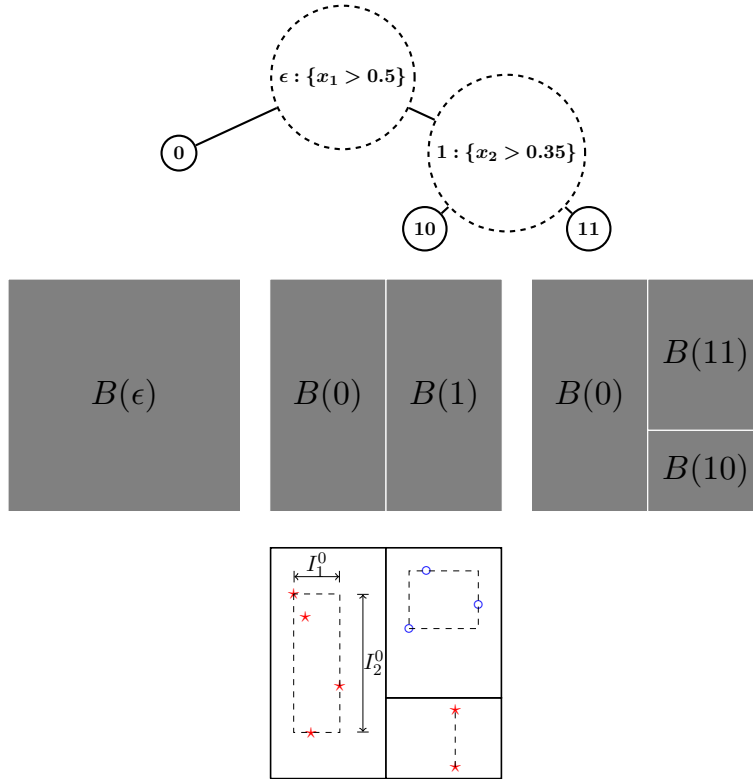 ϵ : {x₁ > 0.5}
0
1 : {x₂ > 0.35}
10
11
B(ϵ)
B(0)
B(1)
B(0)
B(11)
B(10)
I₁⁰
I₂⁰